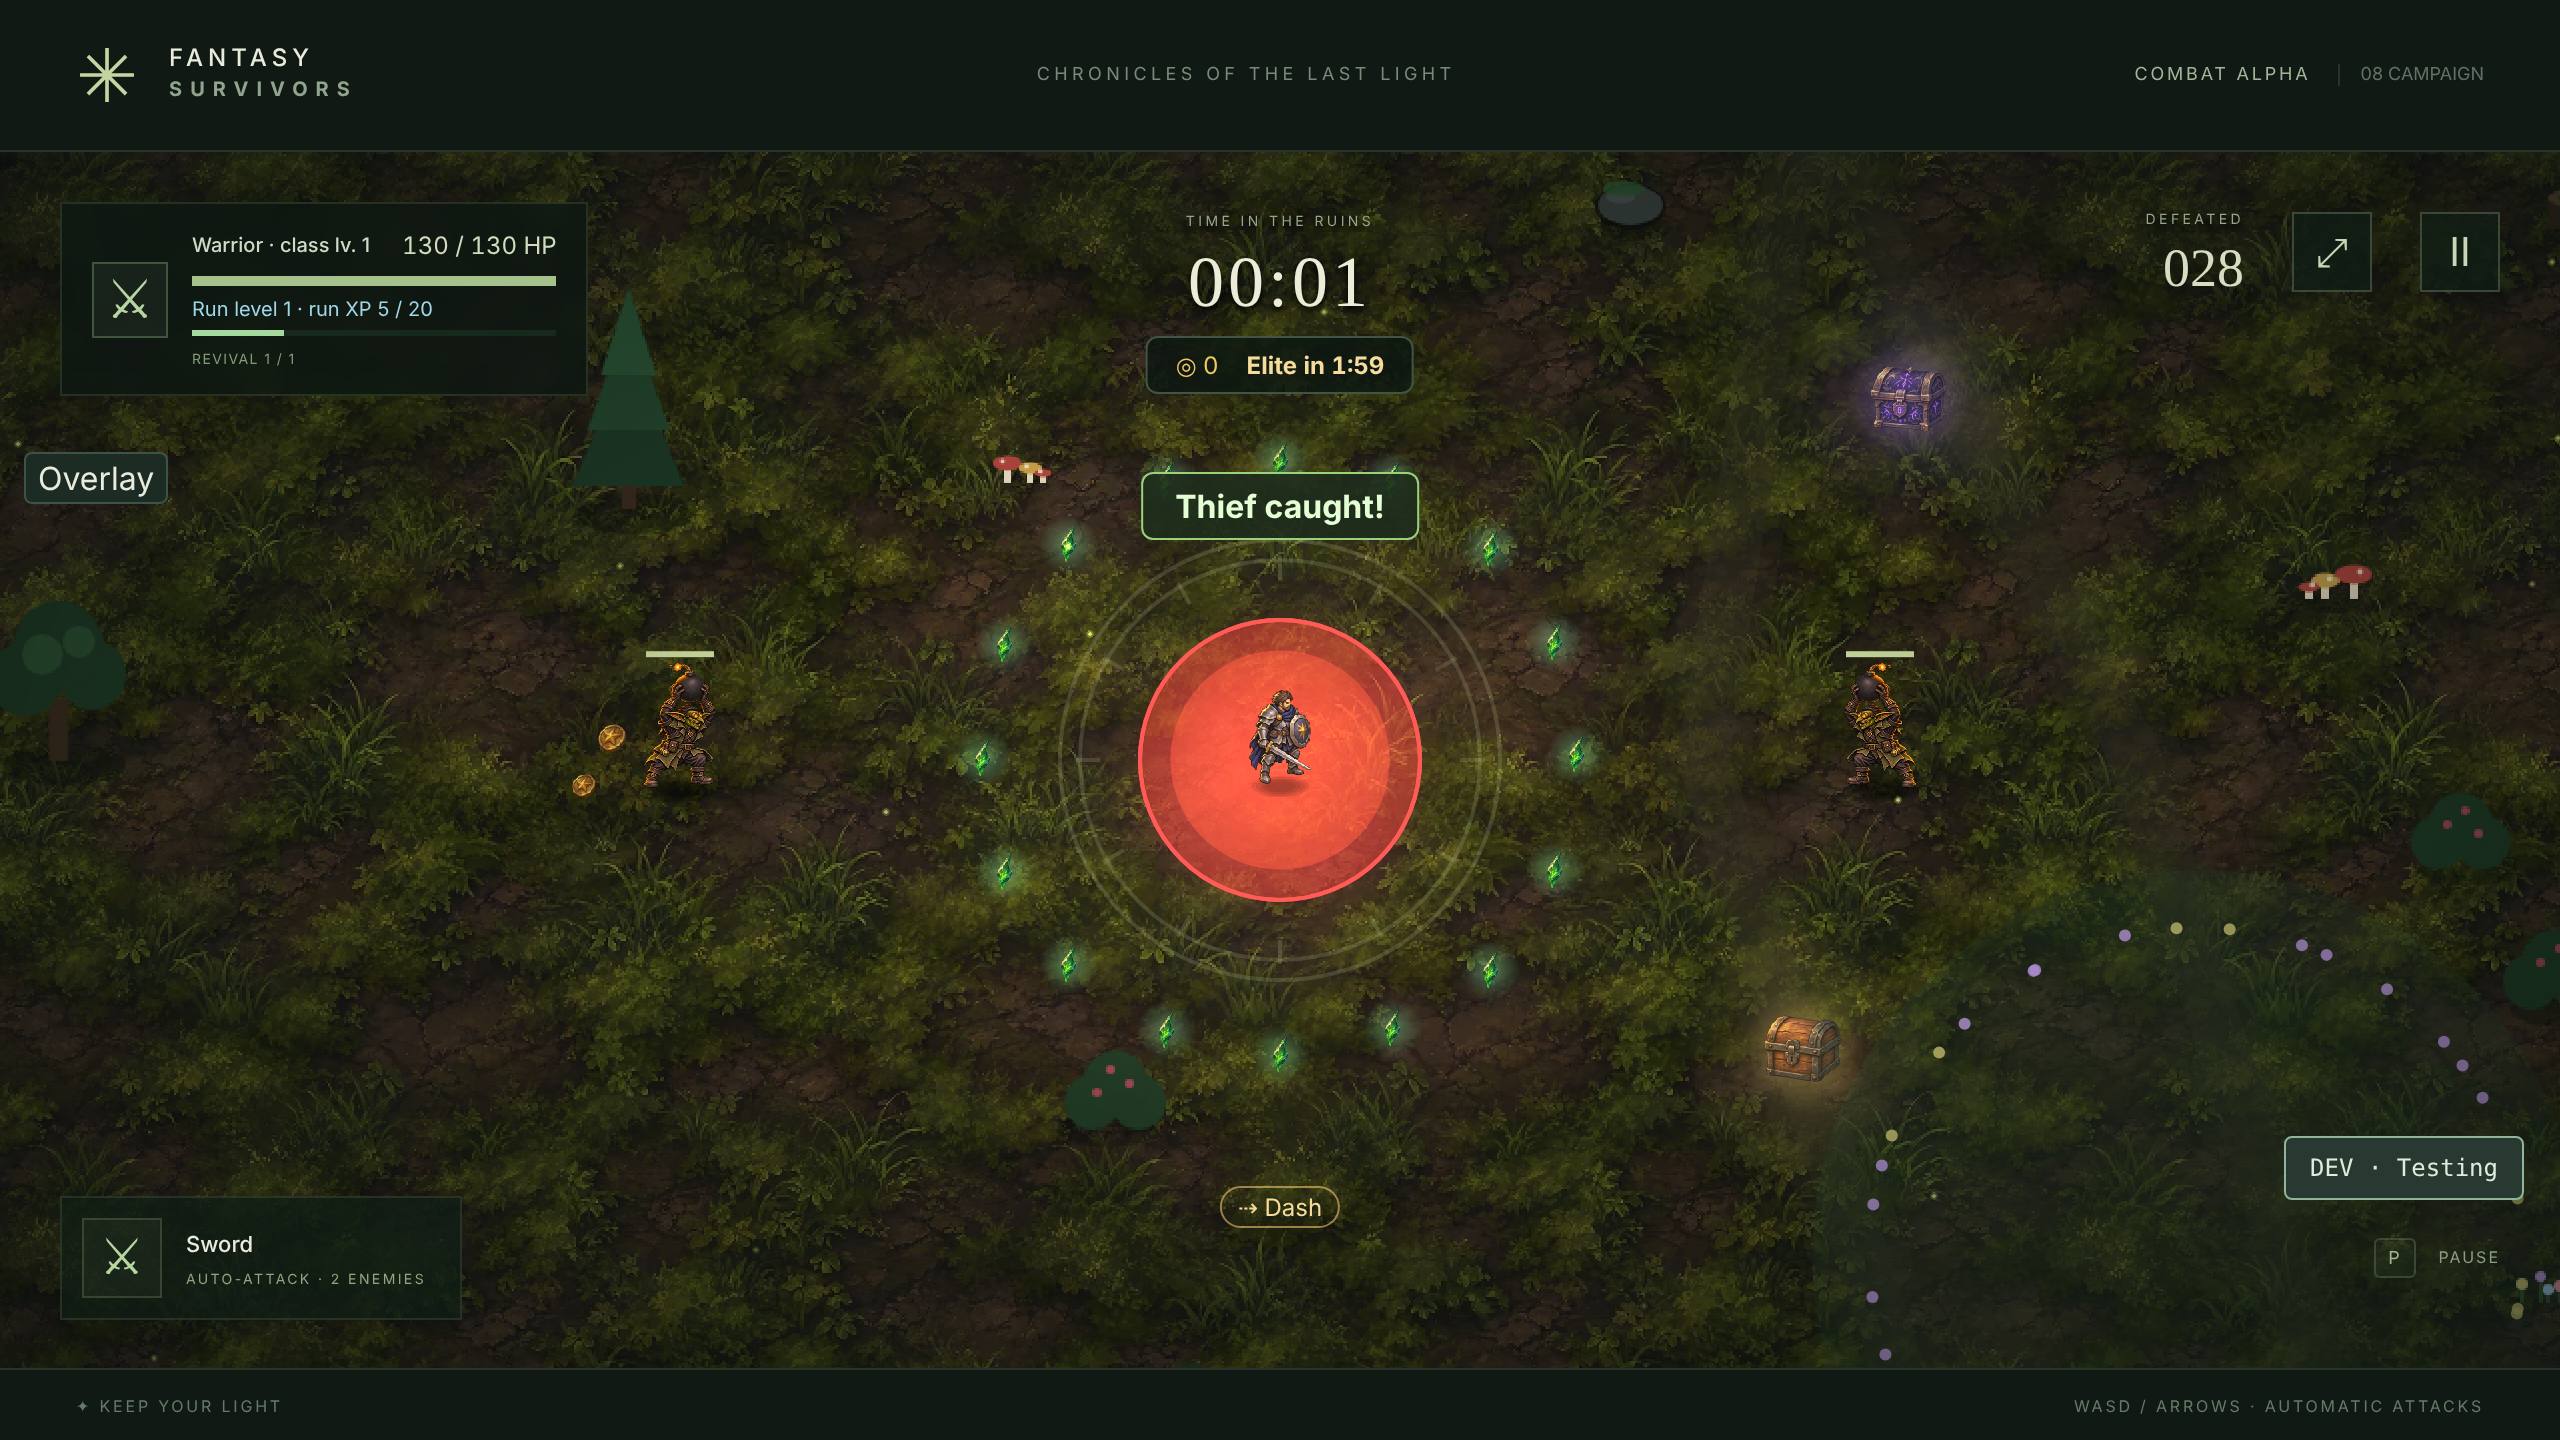 FANTASY
SURVIVORS
CHRONICLES OF THE LAST LIGHT
COMBAT ALPHA
08 CAMPAIGN
Warrior · class lv. 1
130 / 130 HP
Run level 1 · run XP 5 / 20
REVIVAL 1 / 1
TIME IN THE RUINS
00:01
◎ 0
Elite in 1:59
DEFEATED
028
Overlay
Thief caught!
⇢ Dash
DEV · Testing
Sword
AUTO-ATTACK · 2 ENEMIES
P
PAUSE
✦ KEEP YOUR LIGHT
WASD / ARROWS · AUTOMATIC ATTACKS